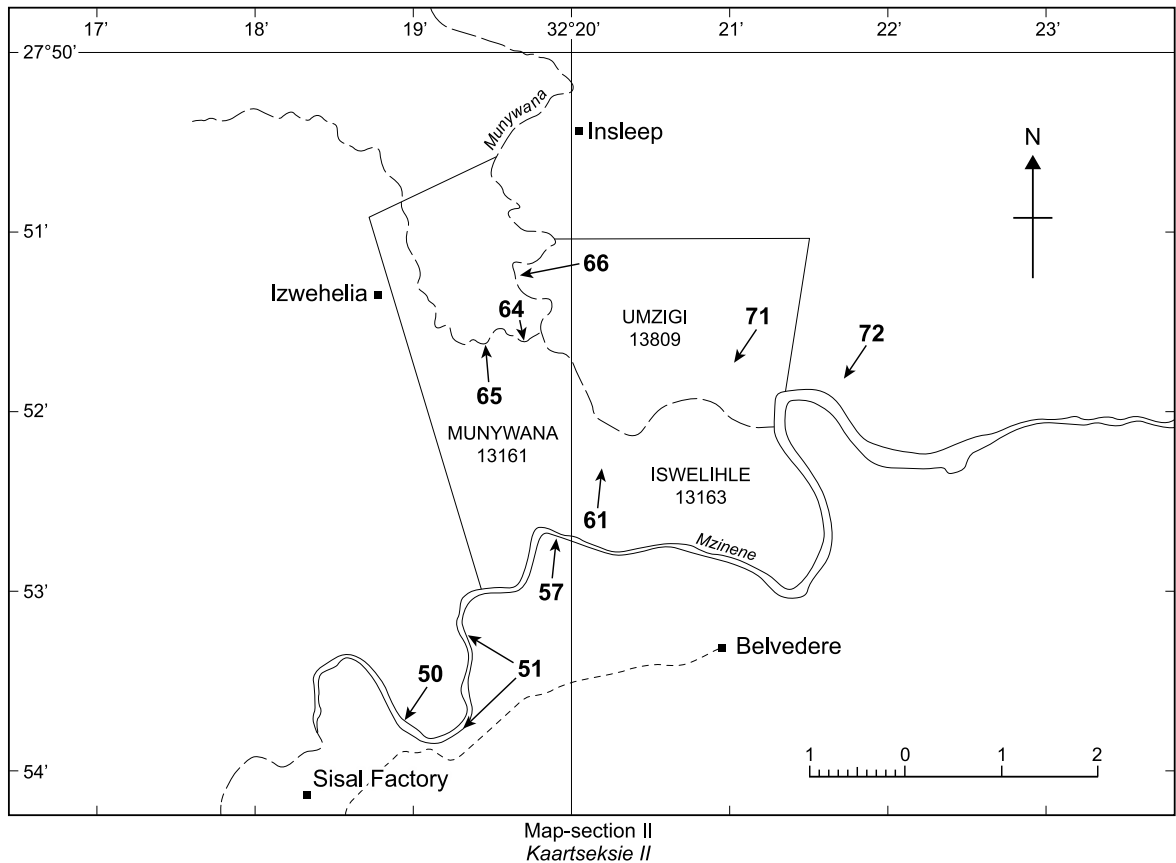 17' 18' 19' 32°20' 21' 22' 23'
27°50'
Munywana
Insleep
N
51'
66
Izwehelia
64
UMZIGI
13809
71
72
65
52'
MUNYWANA
13161
ISWELIHLE
13163
61
Mzinene
57
53'
Belvedere
50
51
54'
Sisal Factory
1 0 1 2
Map-section II
Kaartseksie II